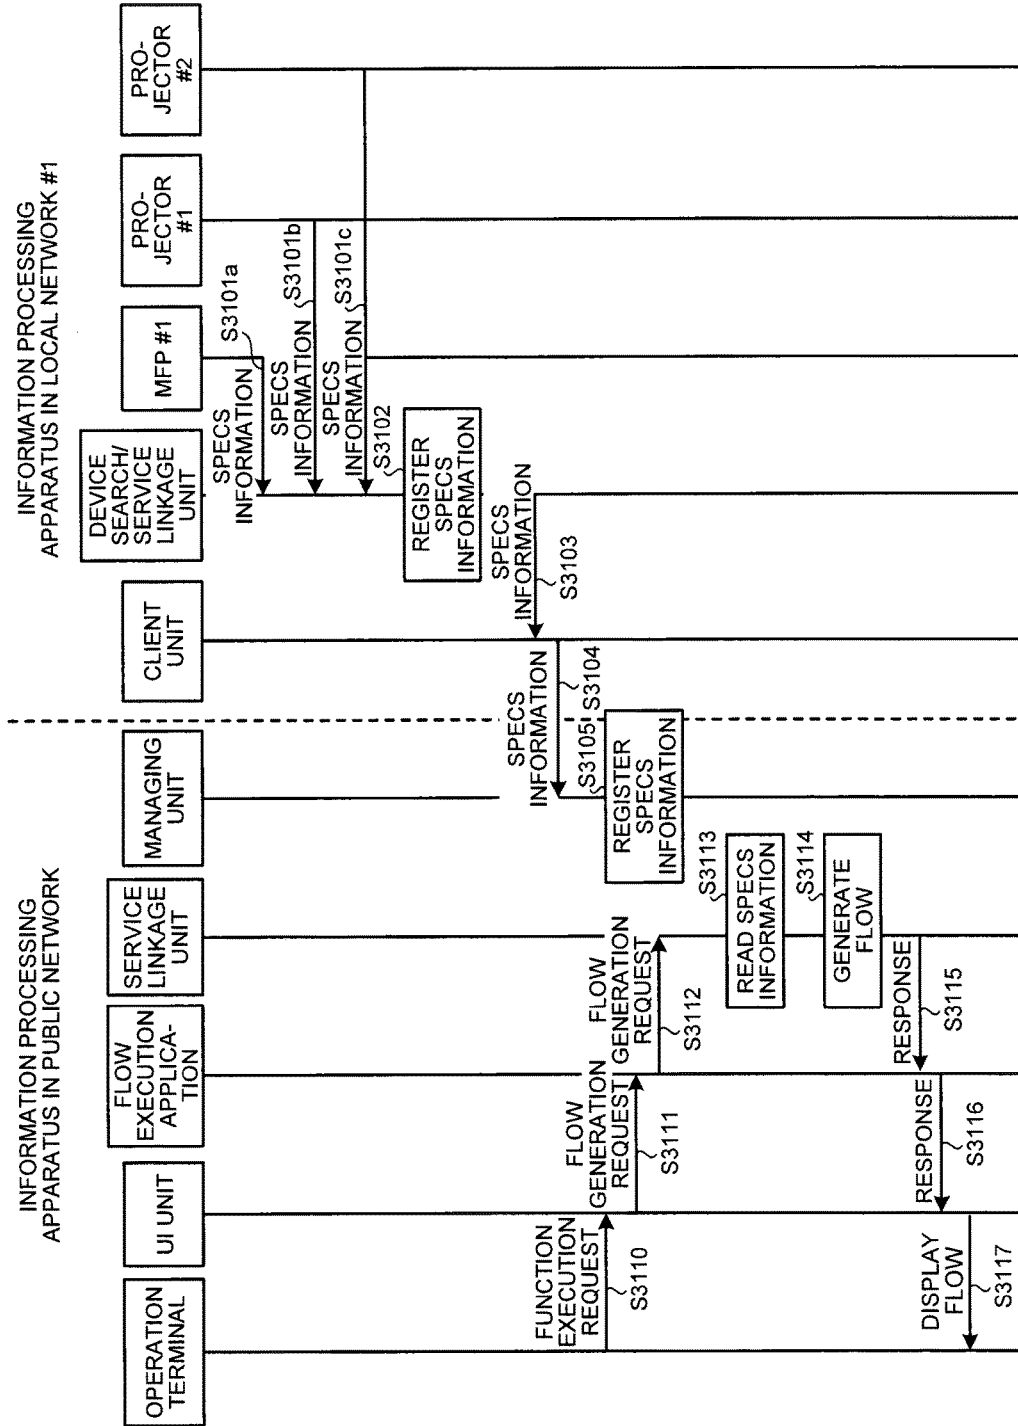 INFORMATION PROCESSING
APPARATUS IN PUBLIC NETWORK
INFORMATION PROCESSING
APPARATUS IN LOCAL NETWORK #1
OPERATION
TERMINAL
UI UNIT
FLOW
EXECUTION
APPLICA-
TION
SERVICE
LINKAGE
UNIT
MANAGING
UNIT
CLIENT
UNIT
DEVICE
SEARCH/
SERVICE
LINKAGE
UNIT
MFP #1
PRO-
JECTOR
#1
PRO-
JECTOR
#2
SPECS
INFORMATION
S3101a
SPECS
INFORMATION
S3101b
SPECS
INFORMATION
S3101c
S3102
REGISTER
SPECS
INFORMATION
SPECS
INFORMATION
S3103
SPECS
INFORMATION
S3104
S3105
REGISTER
SPECS
INFORMATION
FUNCTION
EXECUTION
REQUEST
S3110
FLOW
GENERATION
REQUEST
S3111
FLOW
GENERATION
REQUEST
S3112
S3113
READ SPECS
INFORMATION
S3114
GENERATE
FLOW
RESPONSE
S3115
RESPONSE
S3116
DISPLAY
FLOW
S3117